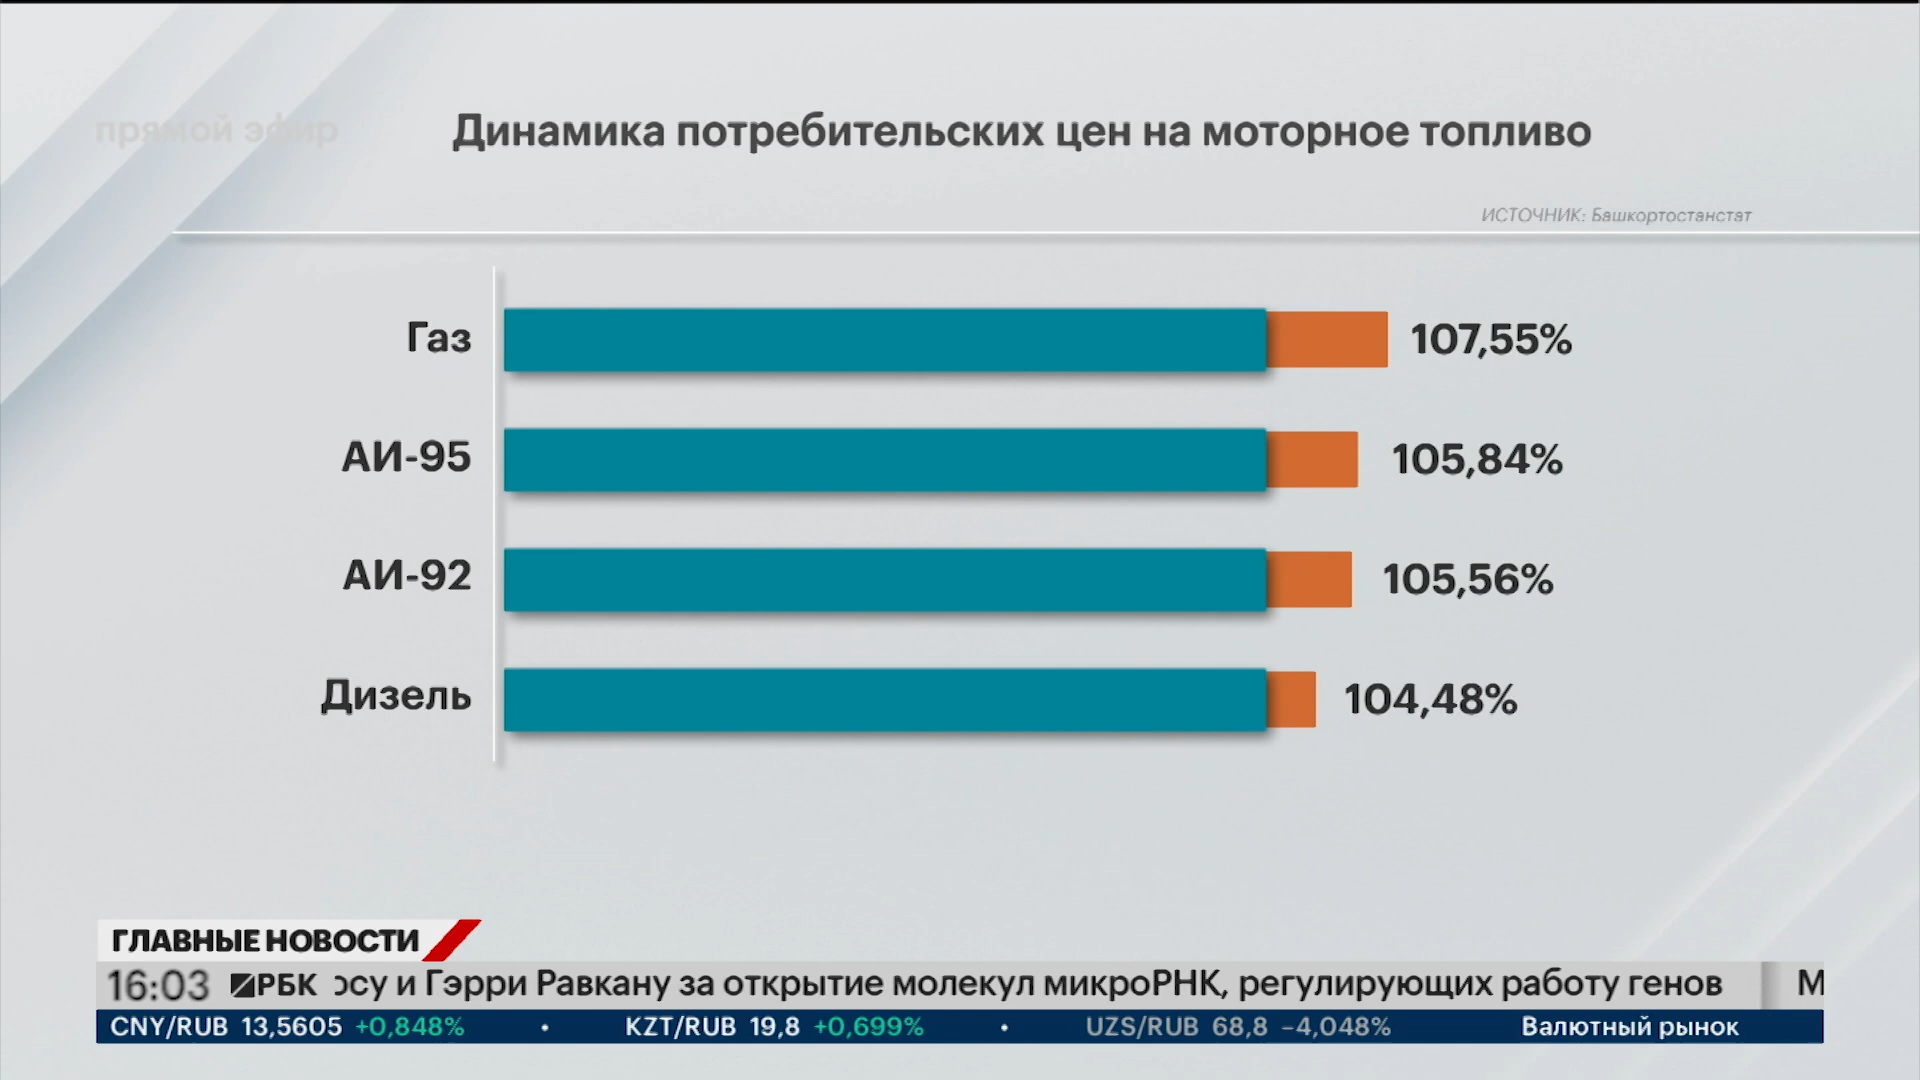 прямой эфир
Динамика потребительских цен на моторное топливо
ИСТОЧНИК: Башкортостанстат
Газ 107,55%
АИ-95 105,84%
АИ-92 105,56%
Дизель 104,48%
ГЛАВНЫЕ НОВОСТИ
16:03 РБК и Гэрри Равкану за открытие молекул микроРНК, регулирующих работу генов
CNY/RUB 13,5605 +0,848% • KZT/RUB 19,8 +0,699% • UZS/RUB 68,8 −4,048% Валютный рынок